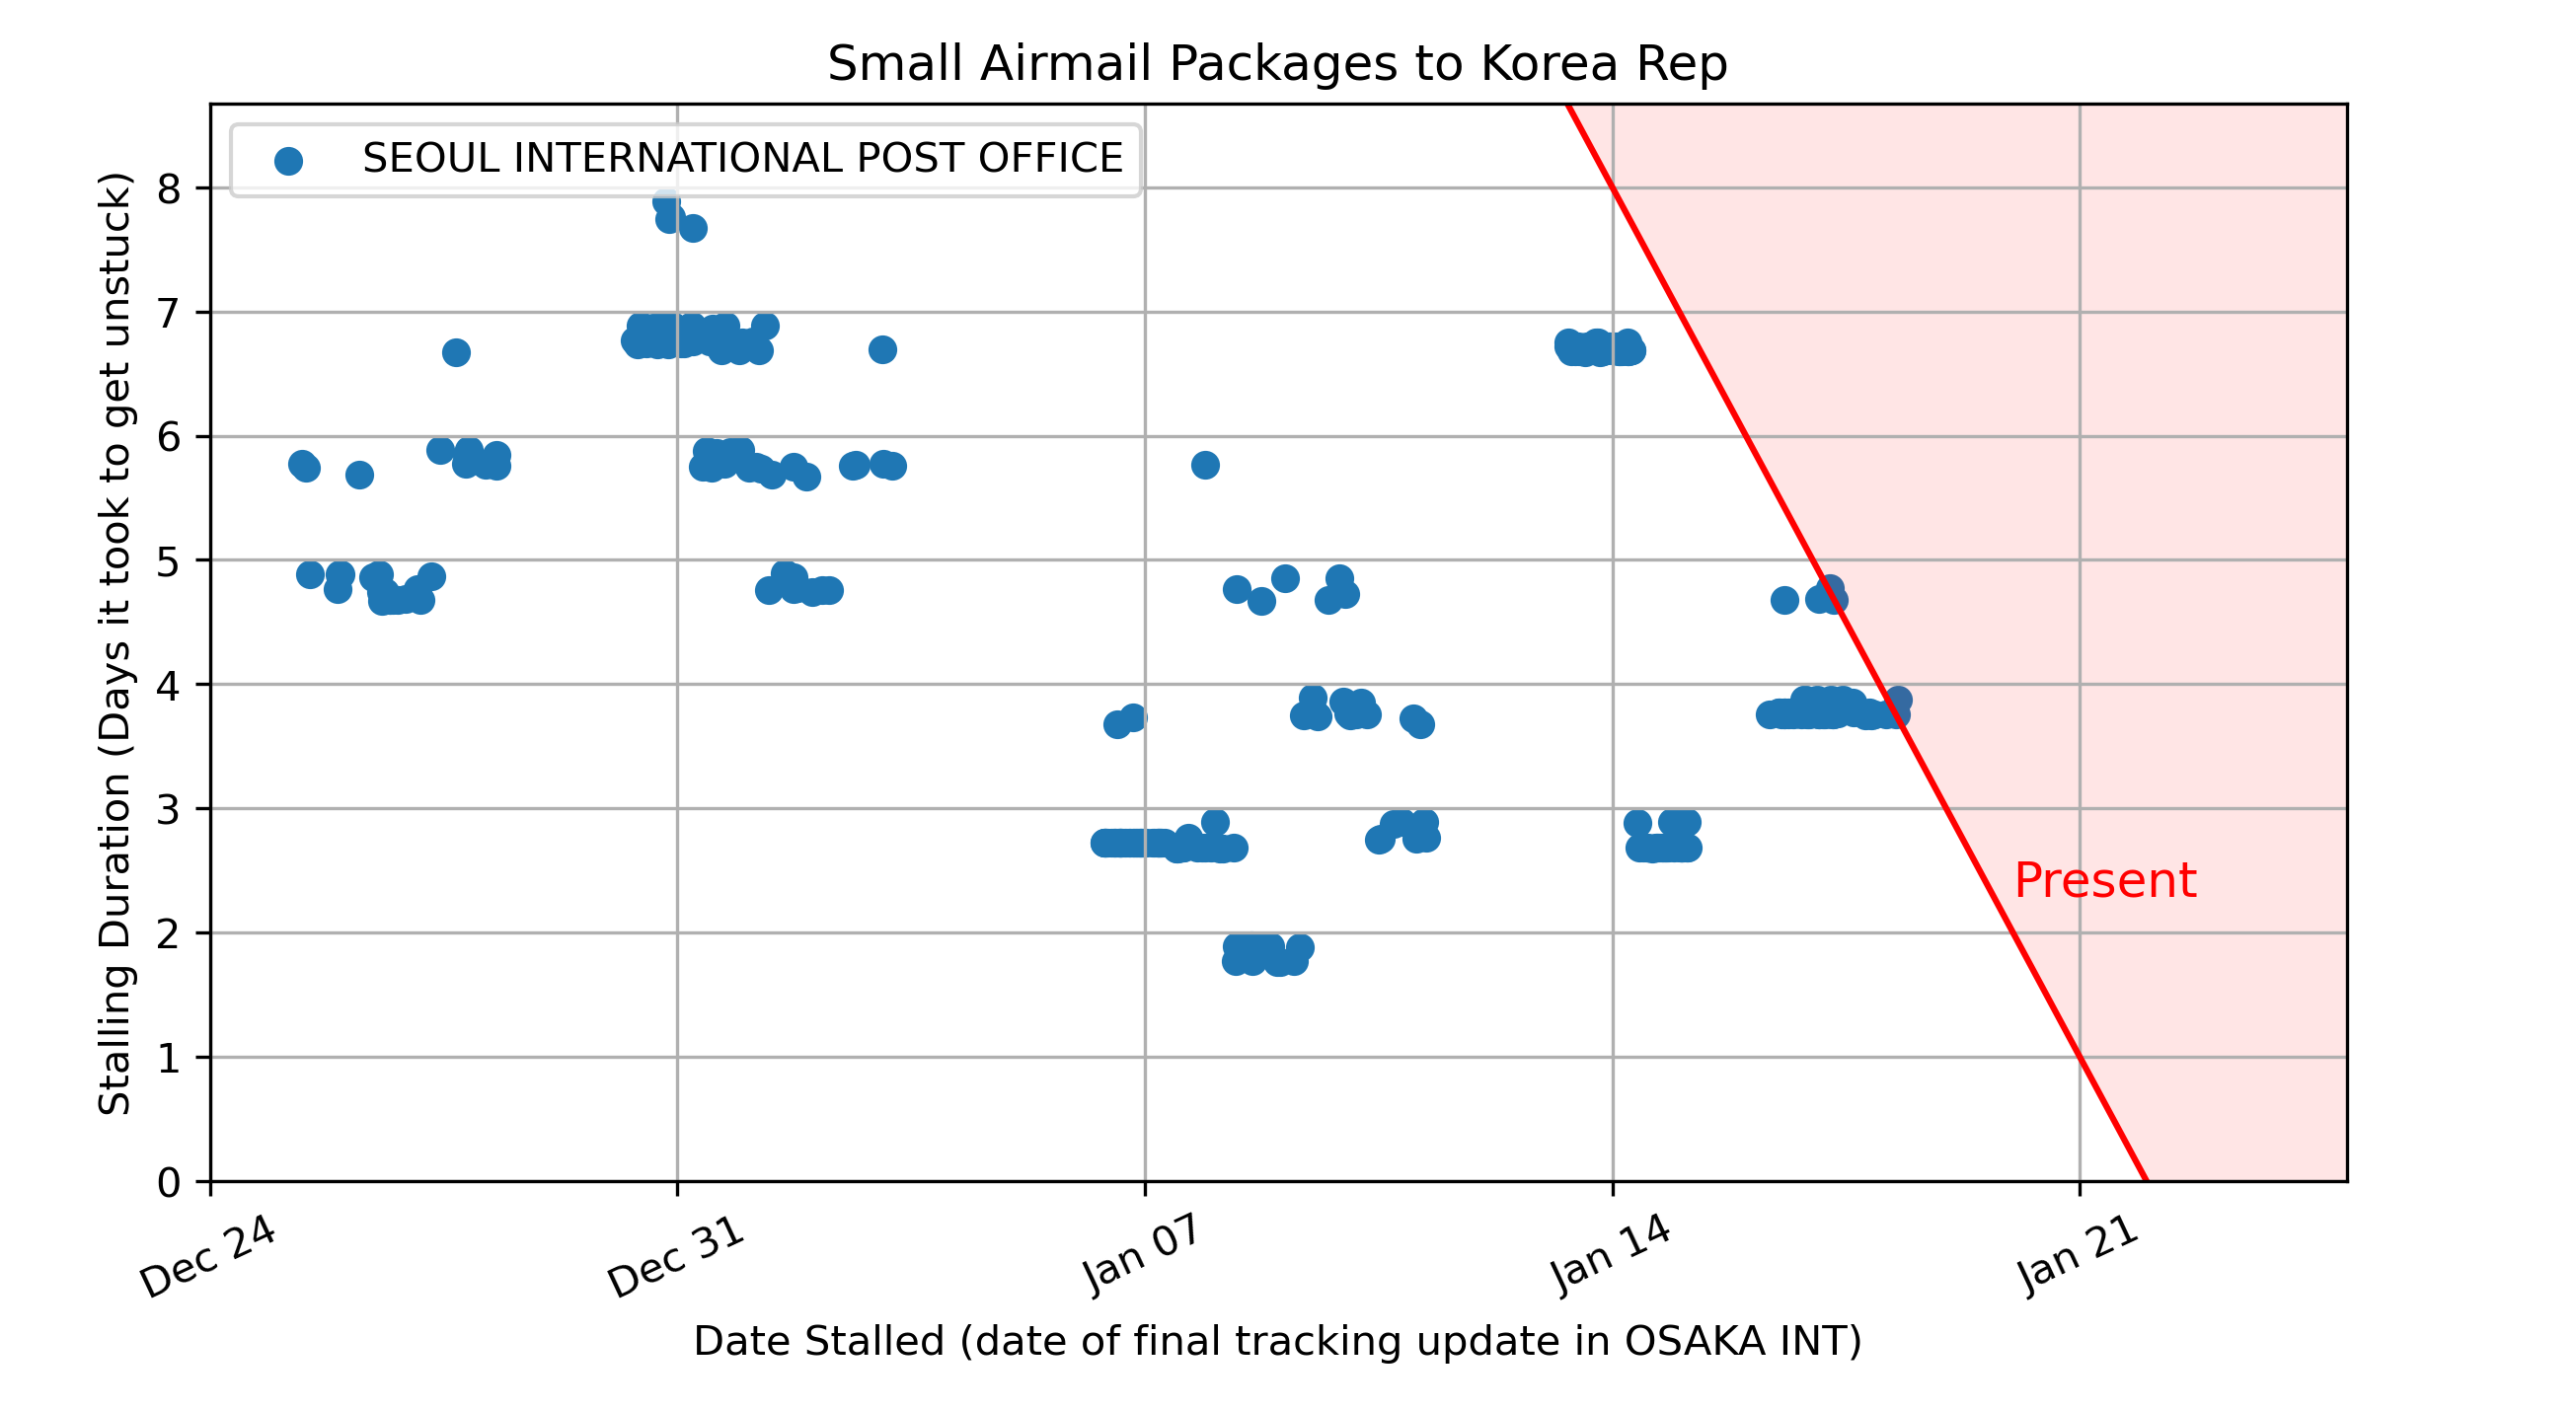 Small Airmail Packages to Korea Rep
SEOUL INTERNATIONAL POST OFFICE
Stalling Duration (Days it took to get unstuck)
8
7
6
5
4
3
2
1
0
Present
Dec 24
Dec 31
Jan 07
Jan 14
Jan 21
Date Stalled (date of final tracking update in OSAKA INT)